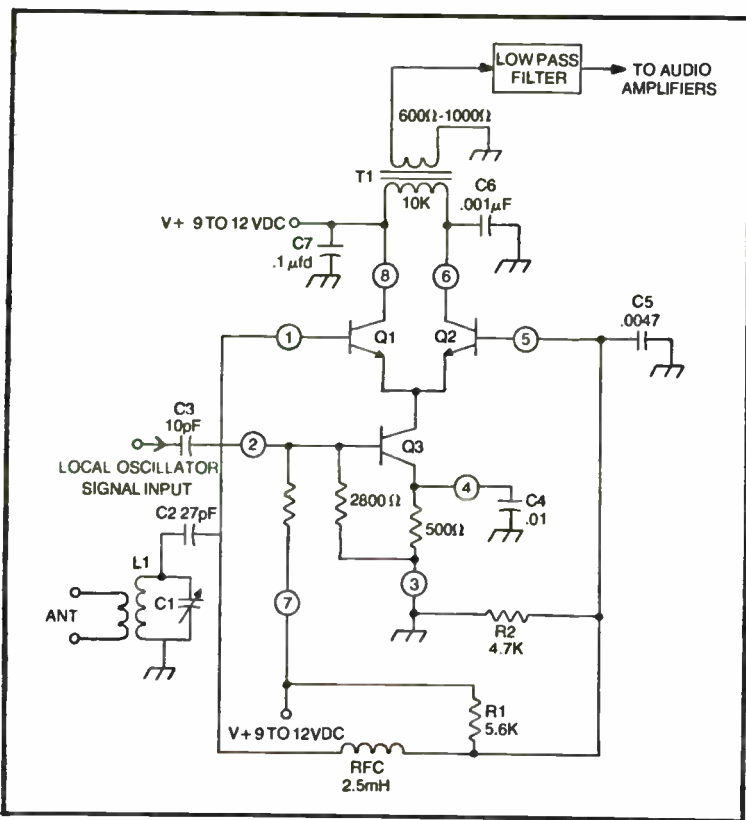 LOW PASS
FILTER
TO AUDIO
AMPLIFIERS
600Ω-1000Ω
T1
10K
C6
.001μF
V+ 9 TO 12 VDC
C7
.1 μfd
8
6
C5
.0047
1
Q1
Q2
5
C3
10pF
2
Q3
LOCAL OSCILLATOR
SIGNAL INPUT
2800Ω
4
C4
.01
500Ω
C2 27pF
L1
C1
ANT
7
3
R2
4.7K
R1
5.6K
V+ 9 TO 12VDC
RFC
2.5mH